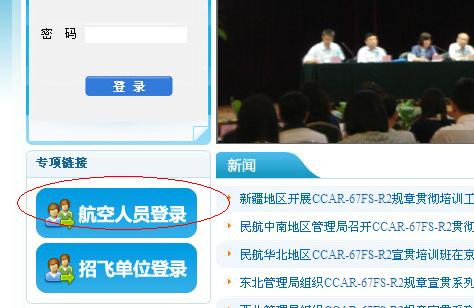 密 码
登 录
专项链接
航空人员登录
招飞单位登录
新闻
新疆地区开展CCAR-67FS-R2规章贯彻培训工
民航中南地区管理局召开CCAR-67FS-R2贯彻
民航华北地区CCAR-67FS-R2宣贯培训班在京
东北管理局组织CCAR-67FS-R2规章宣贯系务